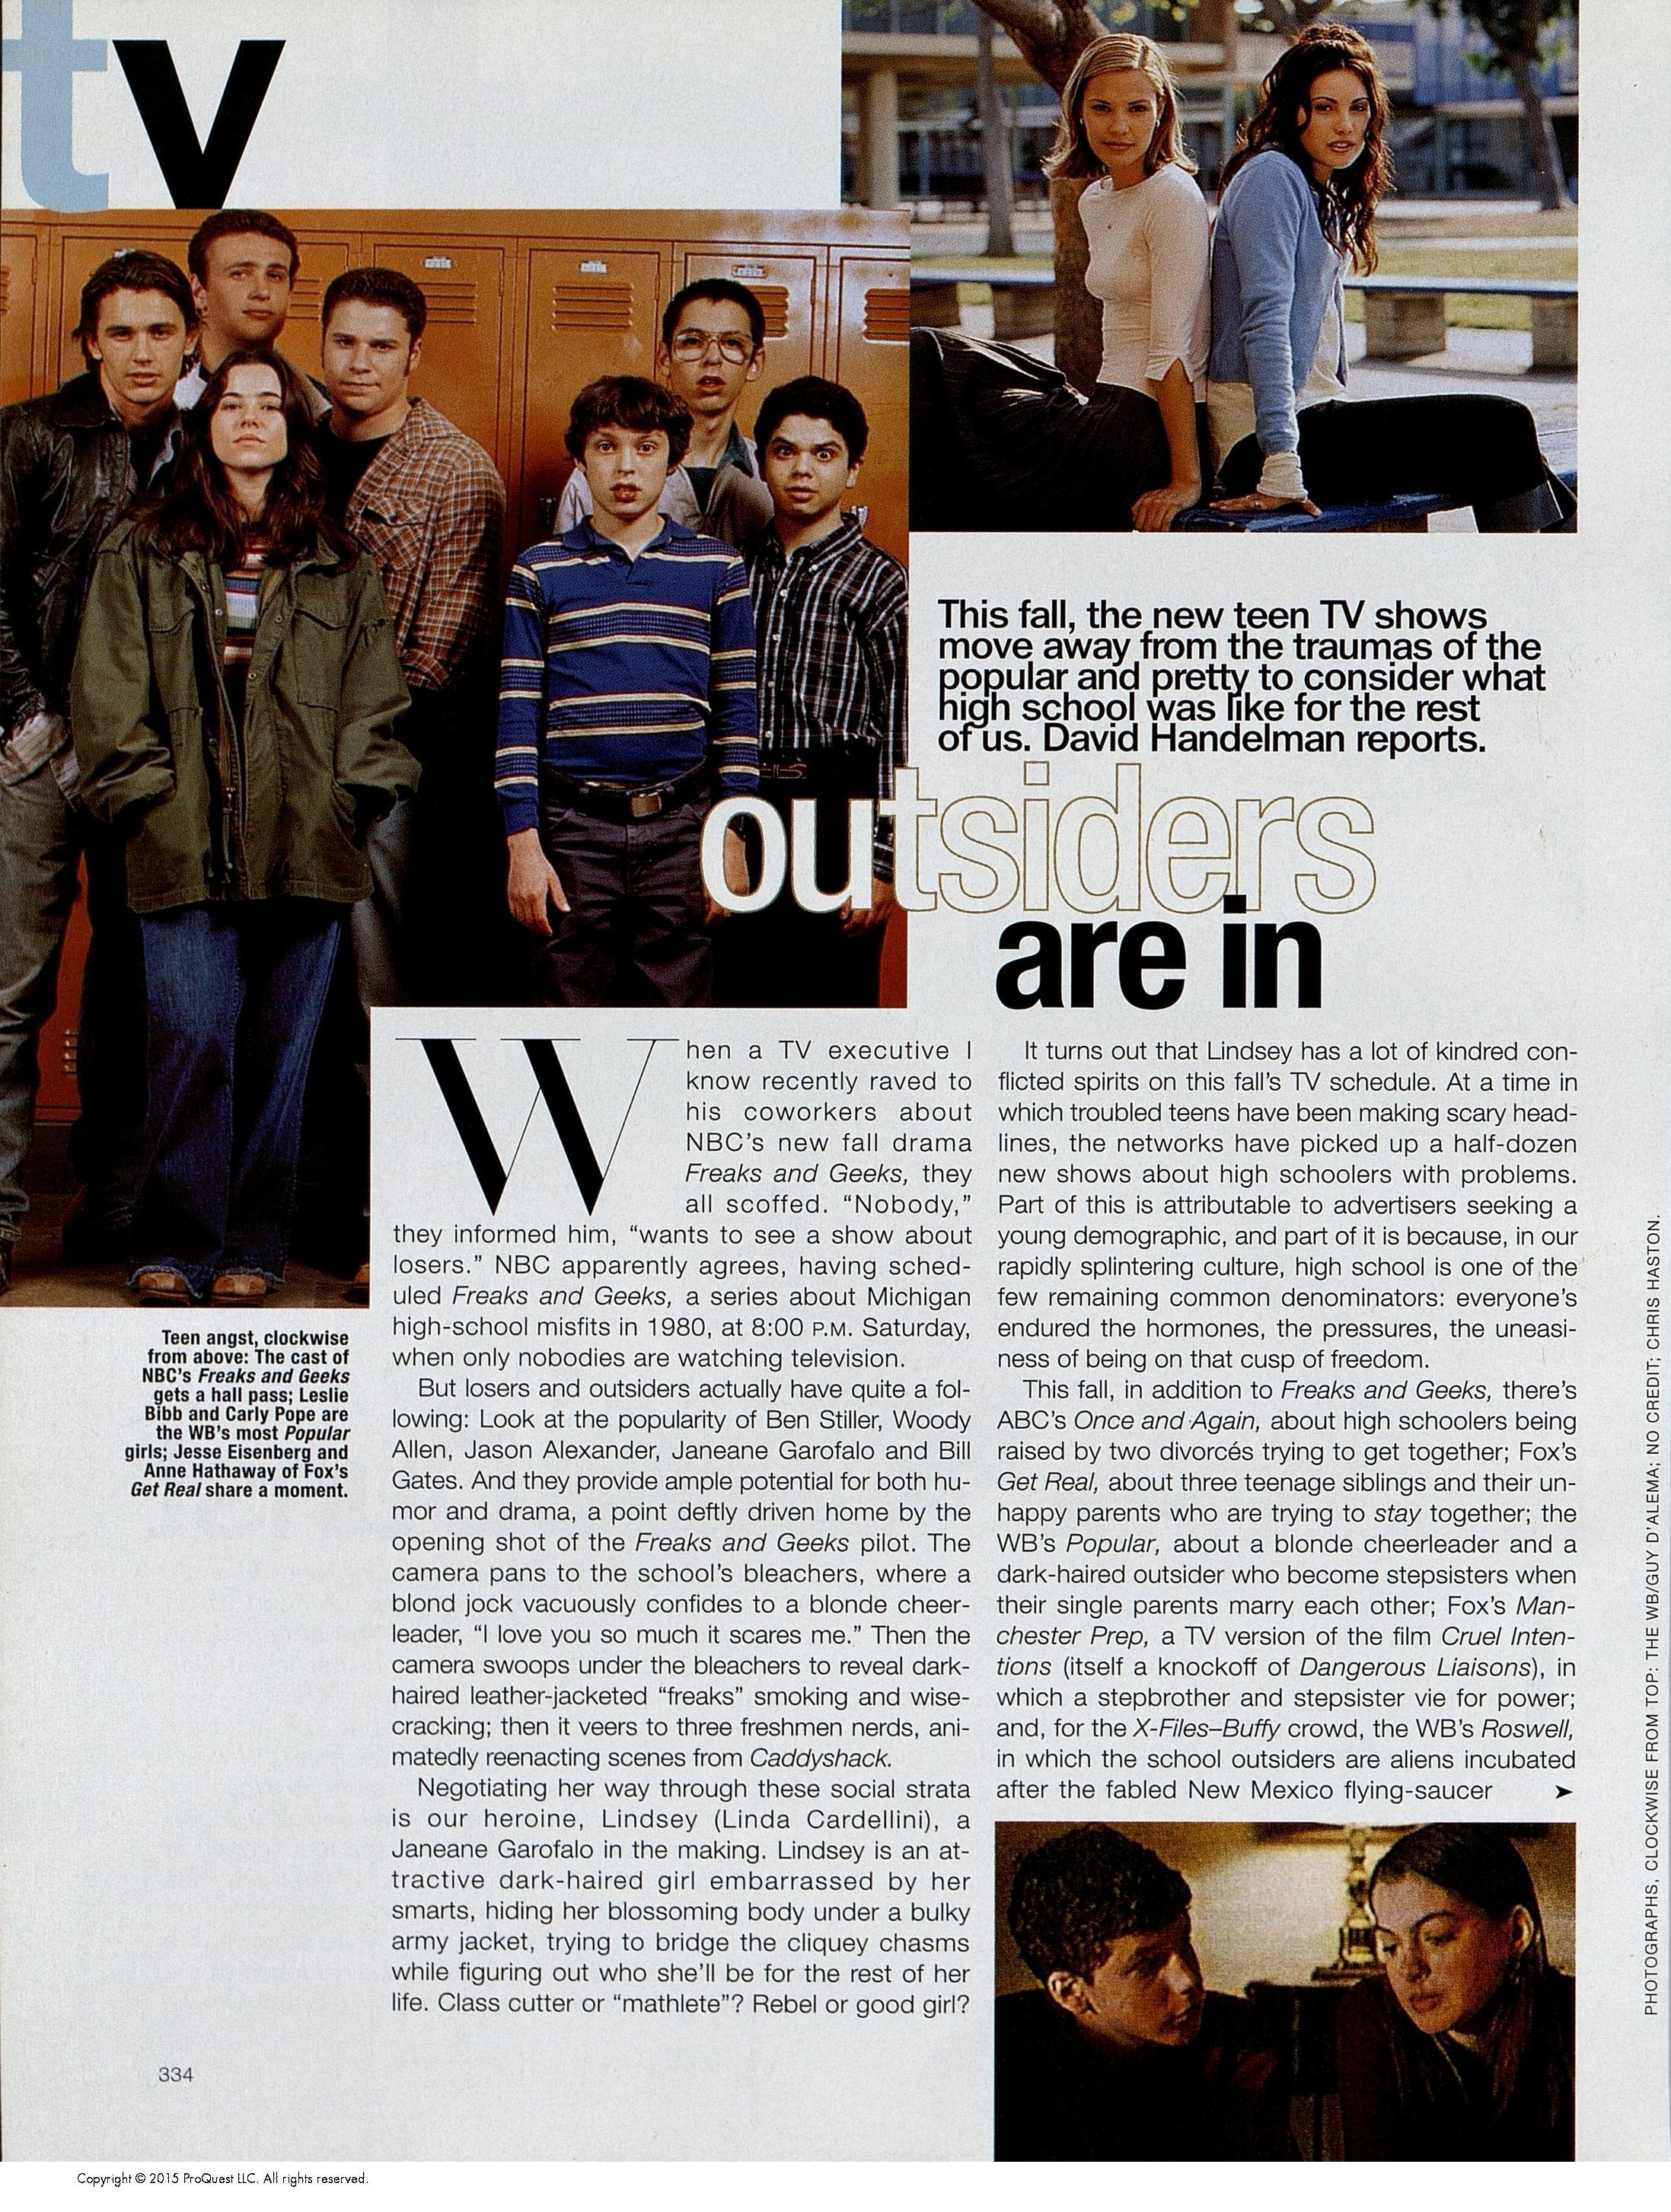 tv
This fall, the new teen TV shows
move away from the traumas of the
popular and pretty to consider what
high school was like for the rest
of us. David Handelman reports.
outsiders
are in
When a TV executive I
know recently raved to
his coworkers about
NBC’s new fall drama
Freaks and Geeks, they
all scoffed. “Nobody,”
they informed him, “wants to see a show about
losers.” NBC apparently agrees, having sched-
uled Freaks and Geeks, a series about Michigan
high-school misfits in 1980, at 8:00 P.M. Saturday,
when only nobodies are watching television.
But losers and outsiders actually have quite a fol-
lowing: Look at the popularity of Ben Stiller, Woody
Allen, Jason Alexander, Janeane Garofalo and Bill
Gates. And they provide ample potential for both hu-
mor and drama, a point deftly driven home by the
opening shot of the Freaks and Geeks pilot. The
camera pans to the school’s bleachers, where a
blond jock vacuously confides to a blonde cheer-
leader, “I love you so much it scares me.” Then the
camera swoops under the bleachers to reveal dark-
haired leather-jacketed “freaks” smoking and wise-
cracking; then it veers to three freshmen nerds, ani-
matedly reenacting scenes from Caddyshack.
Negotiating her way through these social strata
is our heroine, Lindsey (Linda Cardellini), a
Janeane Garofalo in the making. Lindsey is an at-
tractive dark-haired girl embarrassed by her
smarts, hiding her blossoming body under a bulky
army jacket, trying to bridge the cliquey chasms
while figuring out who she’ll be for the rest of her
life. Class cutter or “mathlete”? Rebel or good girl?
It turns out that Lindsey has a lot of kindred con-
flicted spirits on this fall’s TV schedule. At a time in
which troubled teens have been making scary head-
lines, the networks have picked up a half-dozen
new shows about high schoolers with problems.
Part of this is attributable to advertisers seeking a
young demographic, and part of it is because, in our
rapidly splintering culture, high school is one of the
few remaining common denominators: everyone’s
endured the hormones, the pressures, the uneasi-
ness of being on that cusp of freedom.
This fall, in addition to Freaks and Geeks, there’s
ABC’s Once and Again, about high schoolers being
raised by two divorcés trying to get together; Fox’s
Get Real, about three teenage siblings and their un-
happy parents who are trying to stay together; the
WB’s Popular, about a blonde cheerleader and a
dark-haired outsider who become stepsisters when
their single parents marry each other; Fox’s Man-
chester Prep, a TV version of the film Cruel Inten-
tions (itself a knockoff of Dangerous Liaisons), in
which a stepbrother and stepsister vie for power;
and, for the X-Files–Buffy crowd, the WB’s Roswell,
in which the school outsiders are aliens incubated
after the fabled New Mexico flying-saucer ➤
Teen angst, clockwise
from above: The cast of
NBC’s Freaks and Geeks
gets a hall pass; Leslie
Bibb and Carly Pope are
the WB’s most Popular
girls; Jesse Eisenberg and
Anne Hathaway of Fox’s
Get Real share a moment.
PHOTOGRAPHS, CLOCKWISE FROM TOP: THE WB/GUY D’ALEMA; NO CREDIT; CHRIS HASTON.
334
Copyright © 2015 ProQuest LLC. All rights reserved.